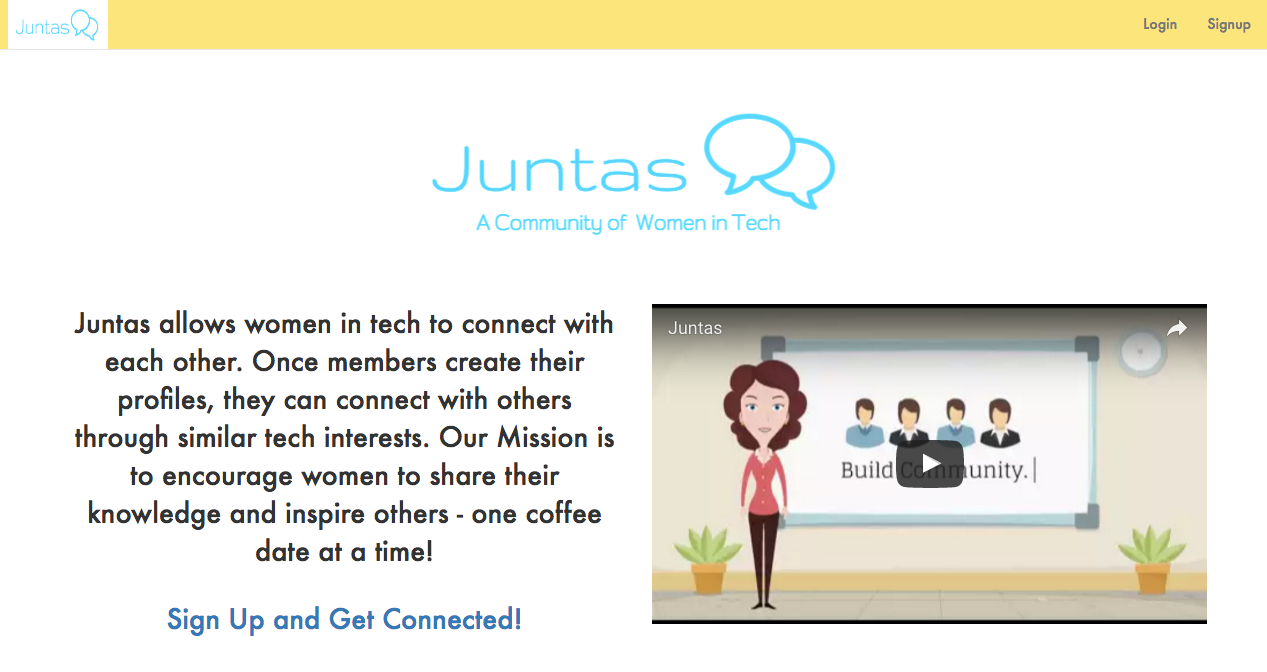 Juntas
Login
Signup
Juntas
A Community of Women in Tech
Juntas allows women in tech to connect with
each other. Once members create their
profiles, they can connect with others
through similar tech interests. Our Mission is
to encourage women to share their
knowledge and inspire others - one coffee
date at a time!
Sign Up and Get Connected!
Juntas
Build Community.